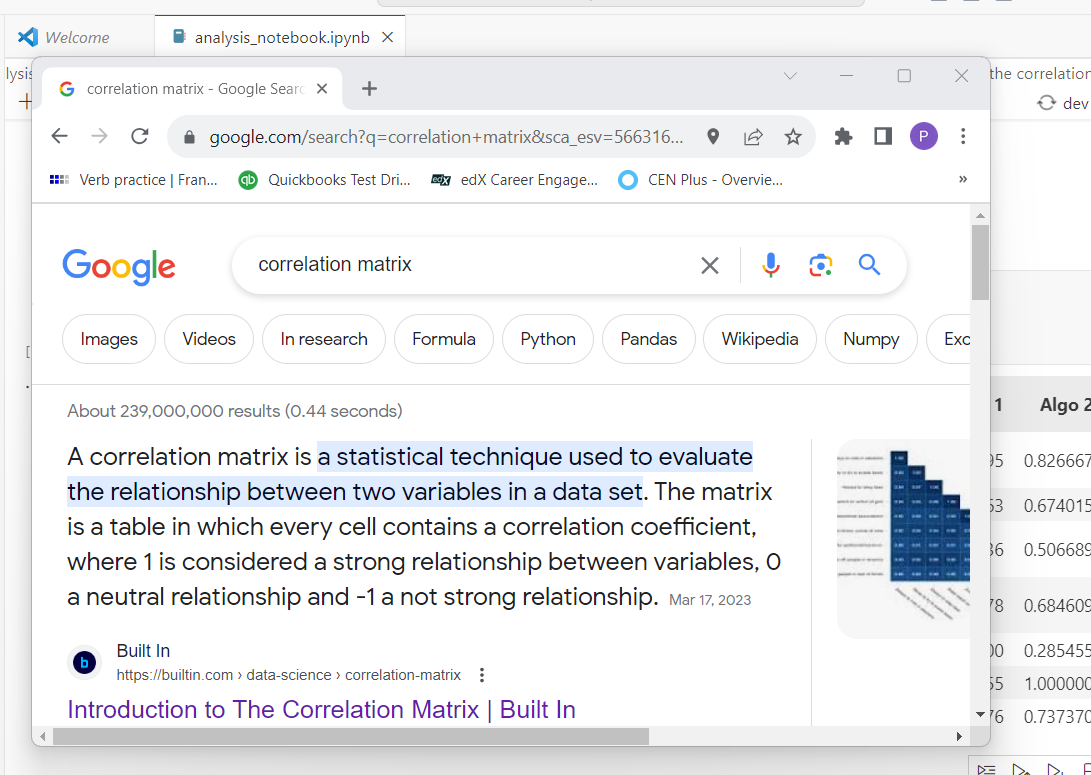 Welcome
analysis_notebook.ipynb
lysis
the correlation
dev
correlation matrix - Google Searc
google.com/search?q=correlation+matrix&sca_esv=566316...
P
Verb practice | Fran...
qb
Quickbooks Test Dri...
edX
edX Career Engage...
CEN Plus - Overvie...
»
Google
correlation matrix
Images
Videos
In research
Formula
Python
Pandas
Wikipedia
Numpy
Exc
About 239,000,000 results (0.44 seconds)
A correlation matrix is a statistical technique used to evaluate
the relationship between two variables in a data set. The matrix
is a table in which every cell contains a correlation coefficient,
where 1 is considered a strong relationship between variables, 0
a neutral relationship and -1 a not strong relationship. Mar 17, 2023
b
Built In
https://builtin.com › data-science › correlation-matrix
Introduction to The Correlation Matrix | Built In
1 Algo 2
95 0.826667
53 0.674015
36 0.506689
78 0.684609
00 0.285455
55 1.000000
76 0.737370